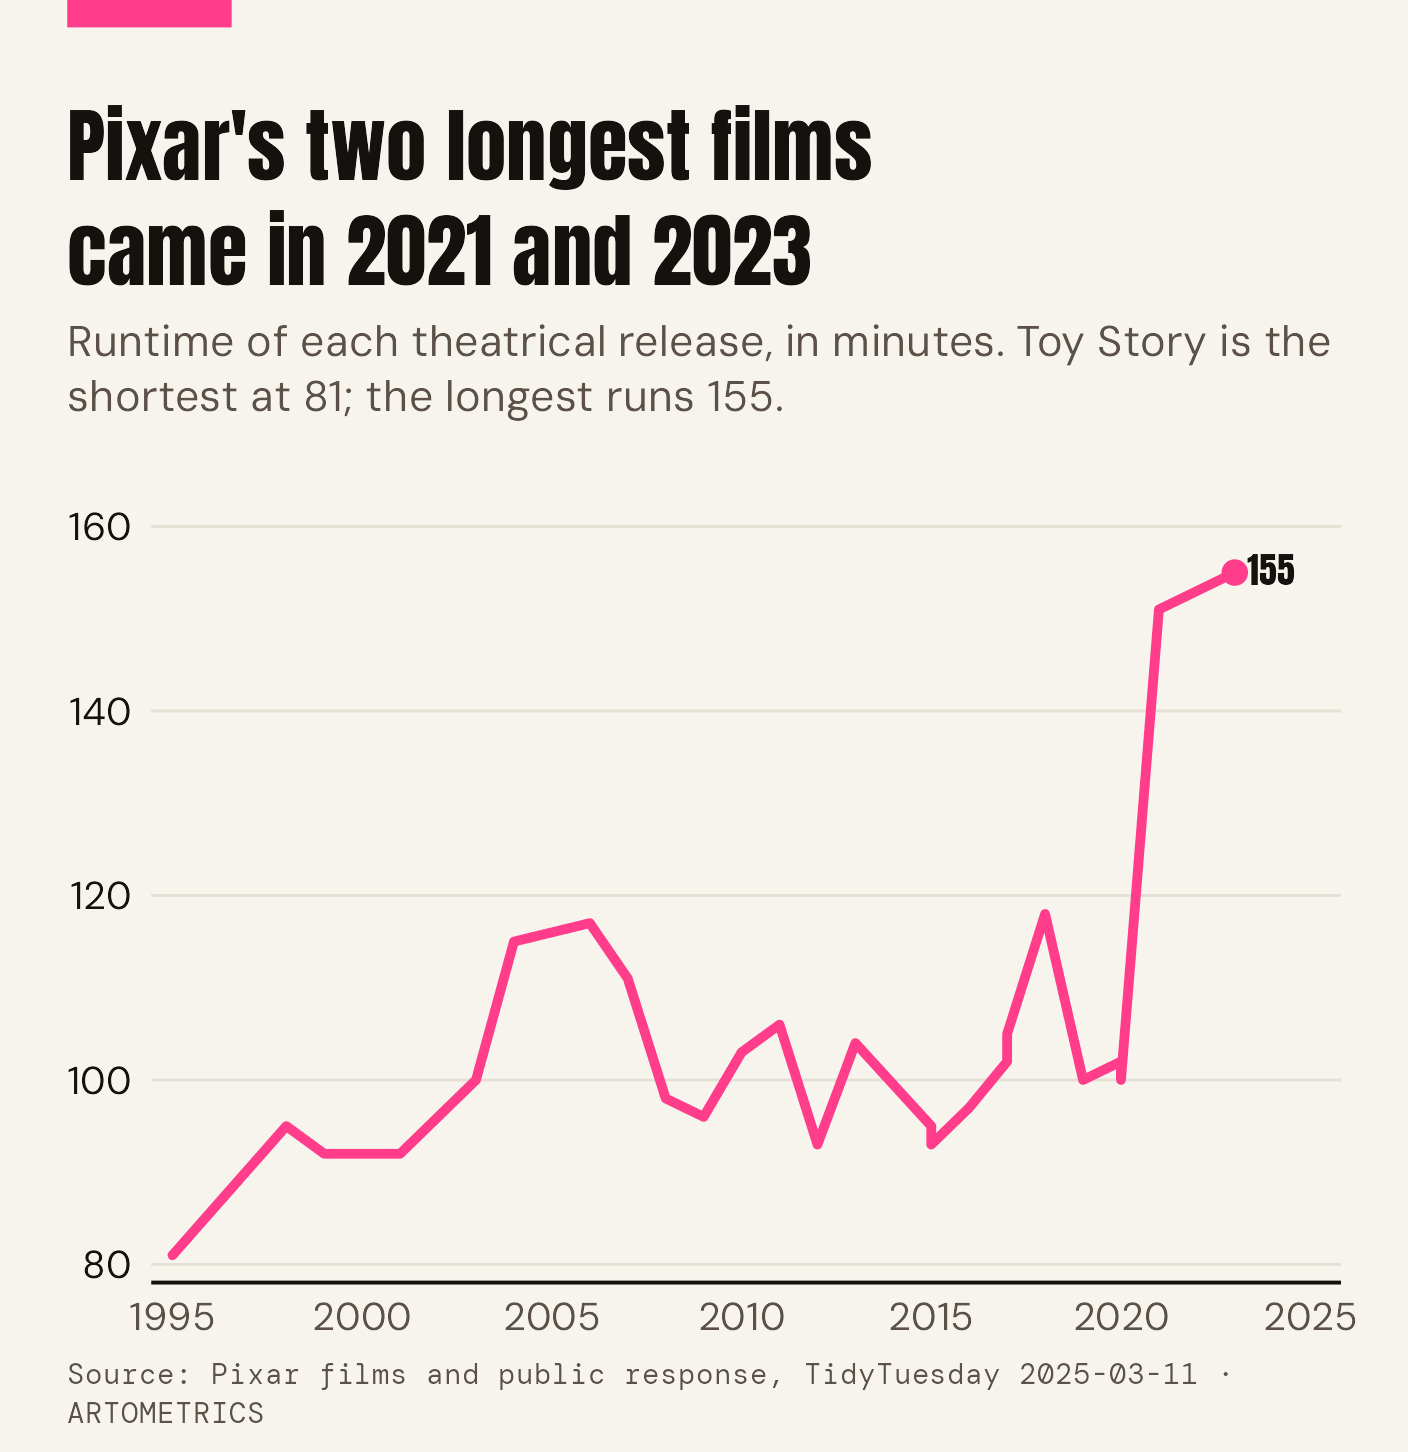 Pixar's two longest films
came in 2021 and 2023
Runtime of each theatrical release, in minutes. Toy Story is the
shortest at 81; the longest runs 155.
160
155
140
120
100
80
1995 2000 2005 2010 2015 2020 2025
Source: Pixar films and public response, TidyTuesday 2025-03-11 ·
ARTOMETRICS